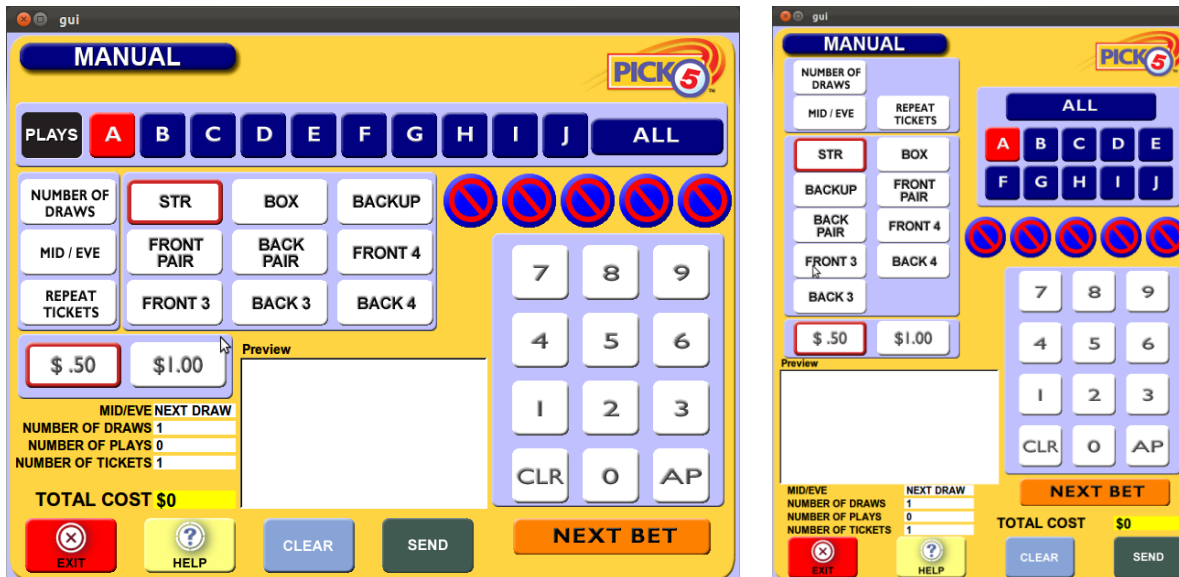 gui
MANUAL
PICK 5
PLAYS A B C D E F G H I J ALL
NUMBER OF DRAWS
MID / EVE
REPEAT TICKETS
STR BOX BACKUP
FRONT PAIR BACK PAIR FRONT 4
FRONT 3 BACK 3 BACK 4
7 8 9
4 5 6
1 2 3
CLR 0 AP
$ .50 $1.00
Preview
MID/EVE NEXT DRAW
NUMBER OF DRAWS 1
NUMBER OF PLAYS 0
NUMBER OF TICKETS 1
TOTAL COST $0
EXIT HELP CLEAR SEND NEXT BET
gui
MANUAL
PICK 5
NUMBER OF DRAWS
MID / EVE REPEAT TICKETS
ALL
A B C D E
F G H I J
STR BOX
BACKUP FRONT PAIR
BACK PAIR FRONT 4
FRONT 3 BACK 4
BACK 3
$ .50 $1.00
Preview
7 8 9
4 5 6
1 2 3
CLR 0 AP
NEXT BET
MID/EVE NEXT DRAW
NUMBER OF DRAWS 1
NUMBER OF PLAYS 0
NUMBER OF TICKETS 1
TOTAL COST $0
EXIT HELP CLEAR SEND